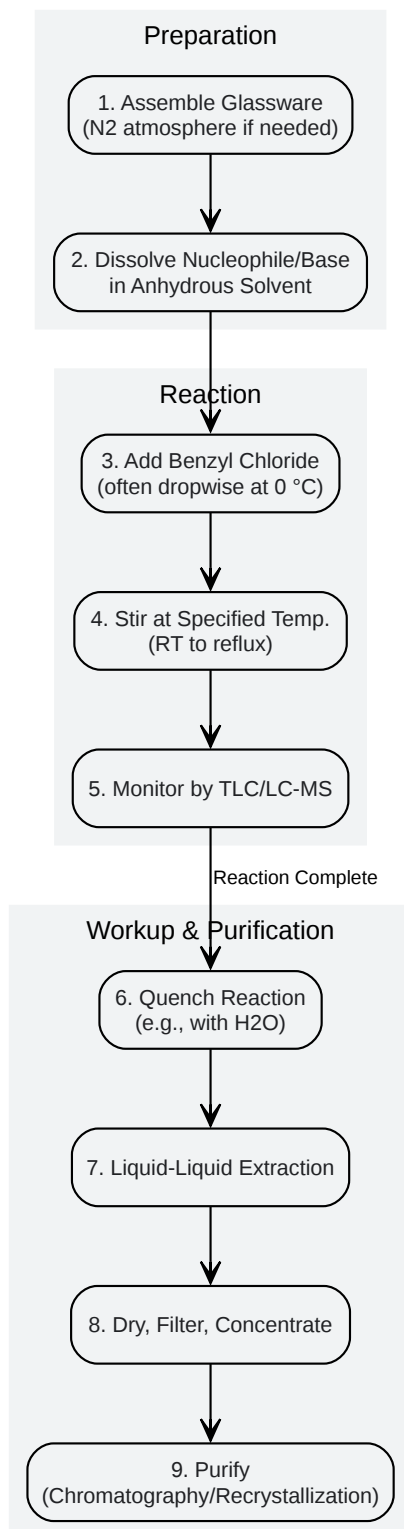 Preparation
1. Assemble Glassware
(N2 atmosphere if needed)
2. Dissolve Nucleophile/Base
in Anhydrous Solvent
Reaction
3. Add Benzyl Chloride
(often dropwise at 0 °C)
4. Stir at Specified Temp.
(RT to reflux)
5. Monitor by TLC/LC-MS
Reaction Complete
Workup & Purification
6. Quench Reaction
(e.g., with H2O)
7. Liquid-Liquid Extraction
8. Dry, Filter, Concentrate
9. Purify
(Chromatography/Recrystallization)